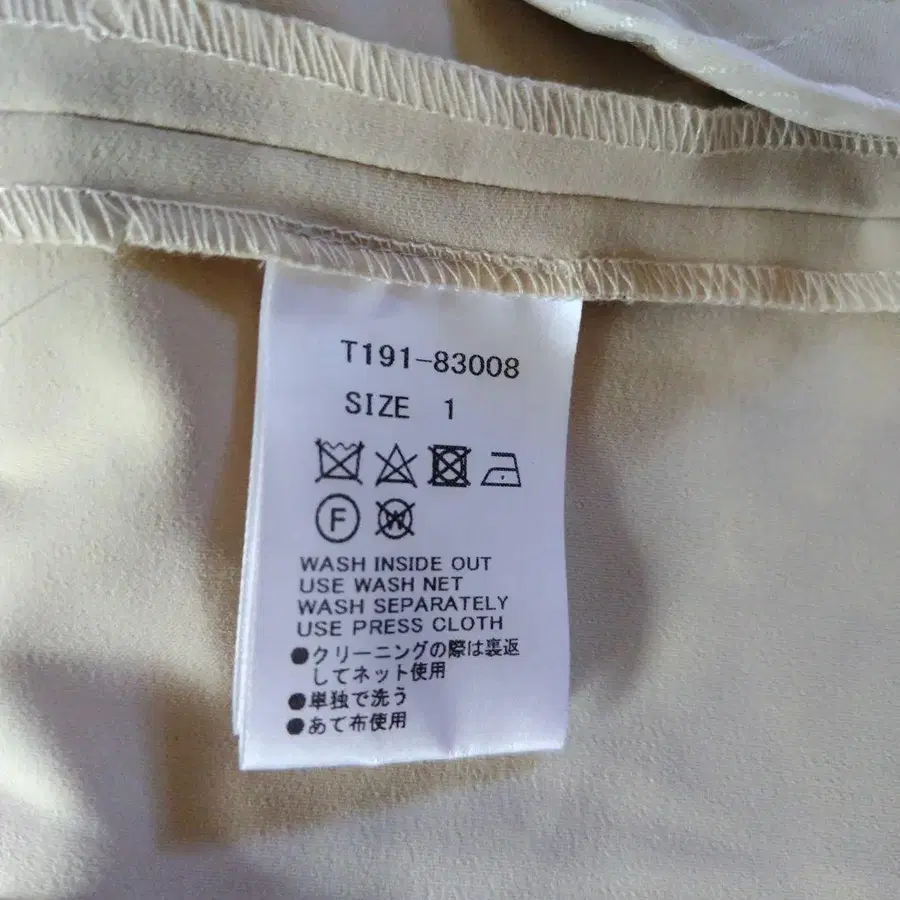 T191-83008
SIZE 1
F W
WASH INSIDE OUT
USE WASH NET
WASH SEPARATELY
USE PRESS CLOTH
●クリーニングの際は裏返
してネット使用
●単独で洗う
●あて布使用